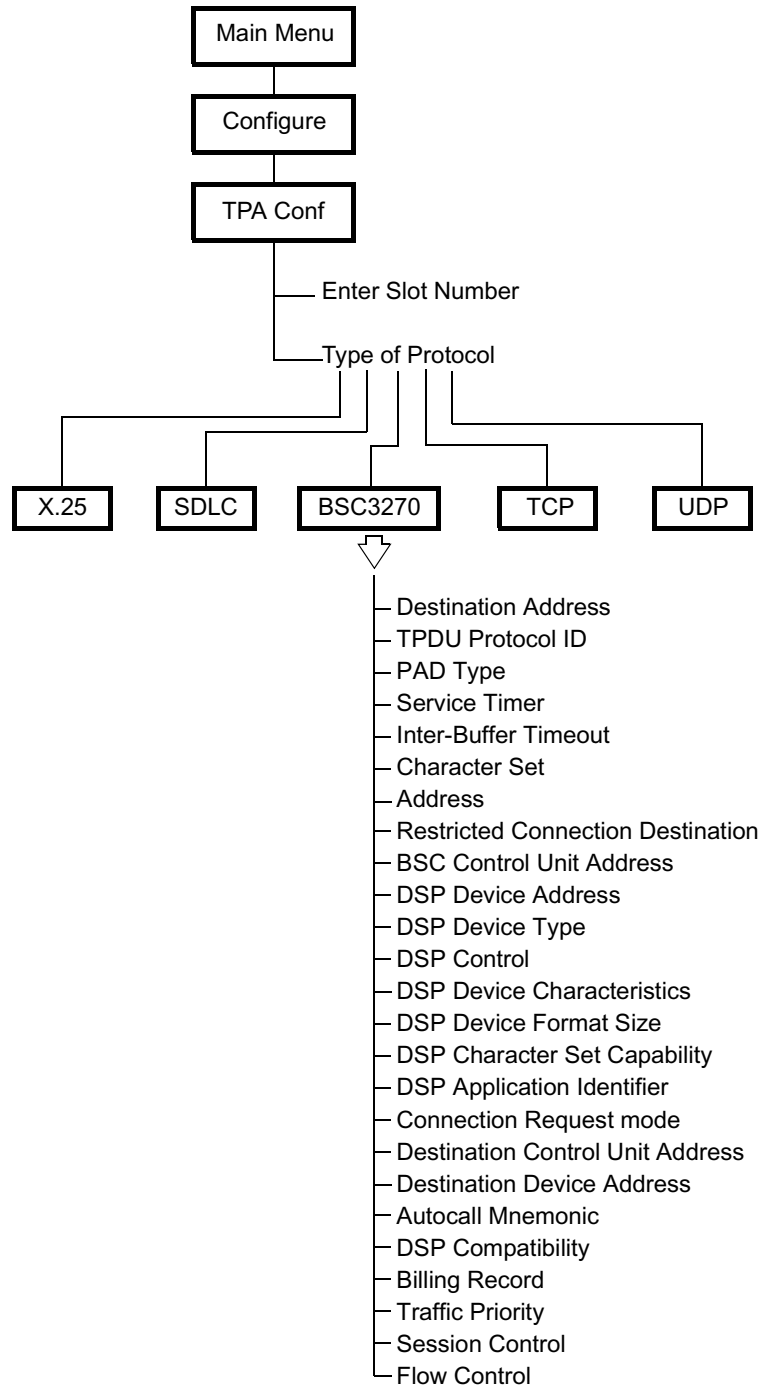 Main Menu
Configure
TPA Conf
Enter Slot Number
Type of Protocol
X.25
SDLC
BSC3270
TCP
UDP
Destination Address
TPDU Protocol ID
PAD Type
Service Timer
Inter-Buffer Timeout
Character Set
Address
Restricted Connection Destination
BSC Control Unit Address
DSP Device Address
DSP Device Type
DSP Control
DSP Device Characteristics
DSP Device Format Size
DSP Character Set Capability
DSP Application Identifier
Connection Request mode
Destination Control Unit Address
Destination Device Address
Autocall Mnemonic
DSP Compatibility
Billing Record
Traffic Priority
Session Control
Flow Control